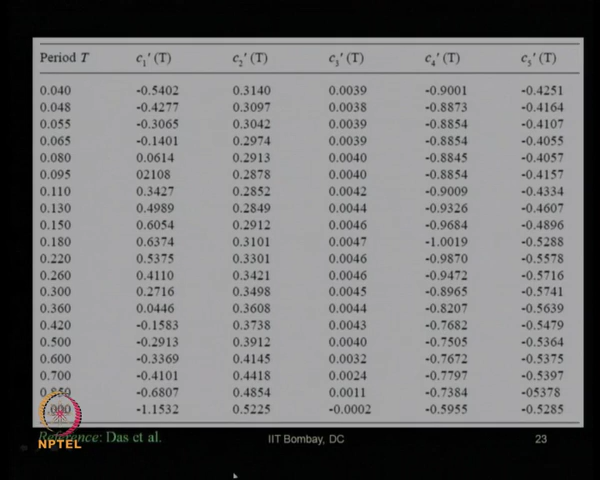 Period T c₁′ (T) c₂′ (T) c₃′ (T) c₄′ (T) c₅′ (T)
0.040 -0.5402 0.3140 0.0039 -0.9001 -0.4251
0.048 -0.4277 0.3097 0.0038 -0.8873 -0.4164
0.055 -0.3065 0.3042 0.0039 -0.8854 -0.4107
0.065 -0.1401 0.2974 0.0039 -0.8854 -0.4055
0.080 0.0614 0.2913 0.0040 -0.8845 -0.4057
0.095 02108 0.2878 0.0040 -0.8854 -0.4157
0.110 0.3427 0.2852 0.0042 -0.9009 -0.4334
0.130 0.4989 0.2849 0.0044 -0.9326 -0.4607
0.150 0.6054 0.2912 0.0046 -0.9684 -0.4896
0.180 0.6374 0.3101 0.0047 -1.0019 -0.5288
0.220 0.5375 0.3301 0.0046 -0.9870 -0.5578
0.260 0.4110 0.3421 0.0046 -0.9472 -0.5716
0.300 0.2716 0.3498 0.0045 -0.8965 -0.5741
0.360 0.0446 0.3608 0.0044 -0.8207 -0.5639
0.420 -0.1583 0.3738 0.0043 -0.7682 -0.5479
0.500 -0.2913 0.3912 0.0040 -0.7505 -0.5364
0.600 -0.3369 0.4145 0.0032 -0.7672 -0.5375
0.700 -0.4101 0.4418 0.0024 -0.7797 -0.5397
0.850 -0.6807 0.4854 0.0011 -0.7384 -05378
.000 -1.1532 0.5225 -0.0002 -0.5955 -0.5285
Reference: Das et al. IIT Bombay, DC 23
NPTEL